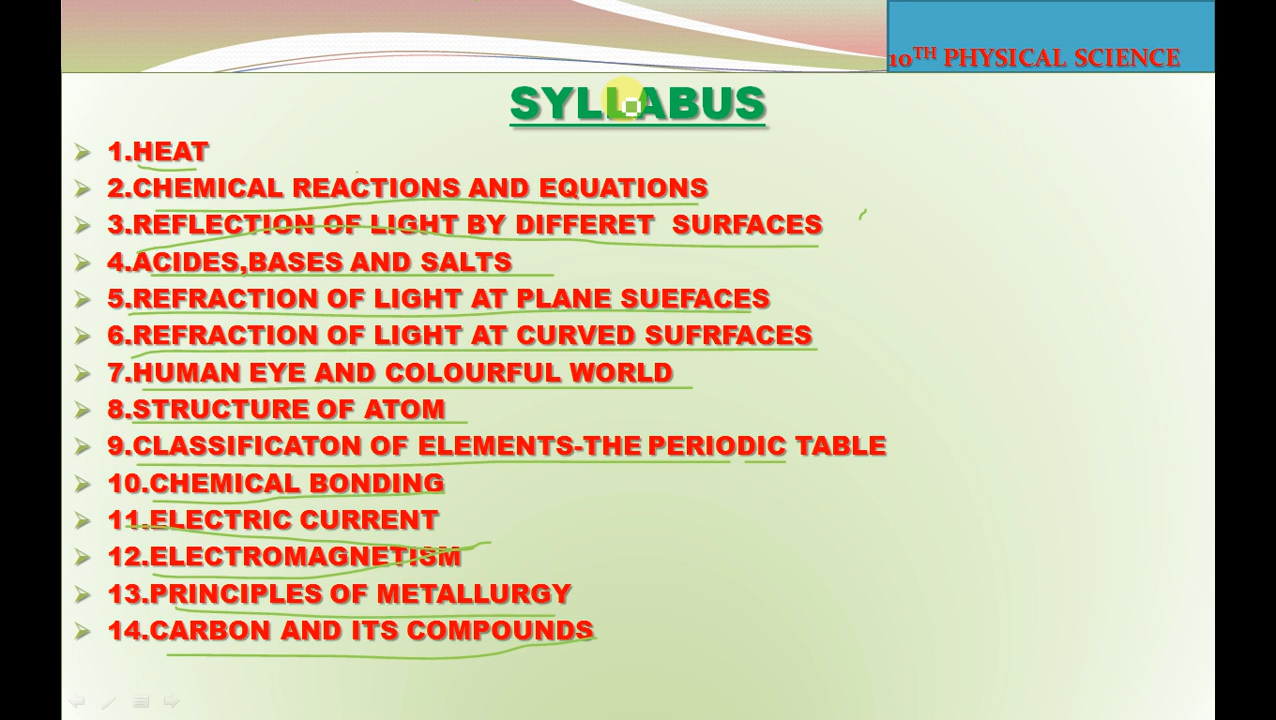 10TH PHYSICAL SCIENCE
SYLLABUS
1.HEAT
2.CHEMICAL REACTIONS AND EQUATIONS
3.REFLECTION OF LIGHT BY DIFFERET SURFACES
4.ACIDES,BASES AND SALTS
5.REFRACTION OF LIGHT AT PLANE SUEFACES
6.REFRACTION OF LIGHT AT CURVED SUFRFACES
7.HUMAN EYE AND COLOURFUL WORLD
8.STRUCTURE OF ATOM
9.CLASSIFICATON OF ELEMENTS-THE PERIODIC TABLE
10.CHEMICAL BONDING
11.ELECTRIC CURRENT
12.ELECTROMAGNETISM
13.PRINCIPLES OF METALLURGY
14.CARBON AND ITS COMPOUNDS